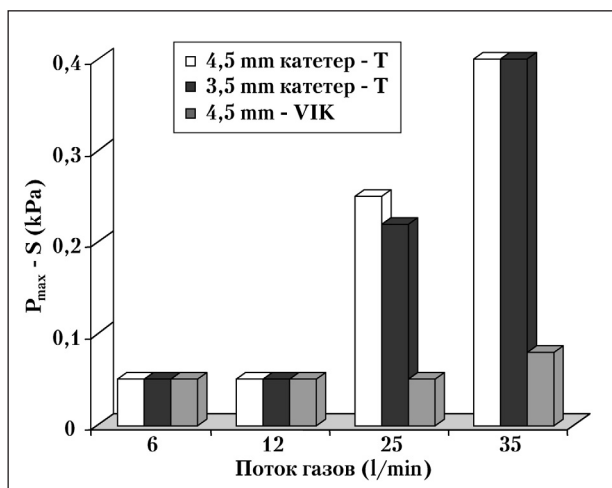 4,5 mm катетер - Т
3,5 mm катетер - Т
4,5 mm - VIK
0,4
0,3
0,2
0,1
0
P max - S (kPa)
6 12 25 35
Поток газов (l/min)